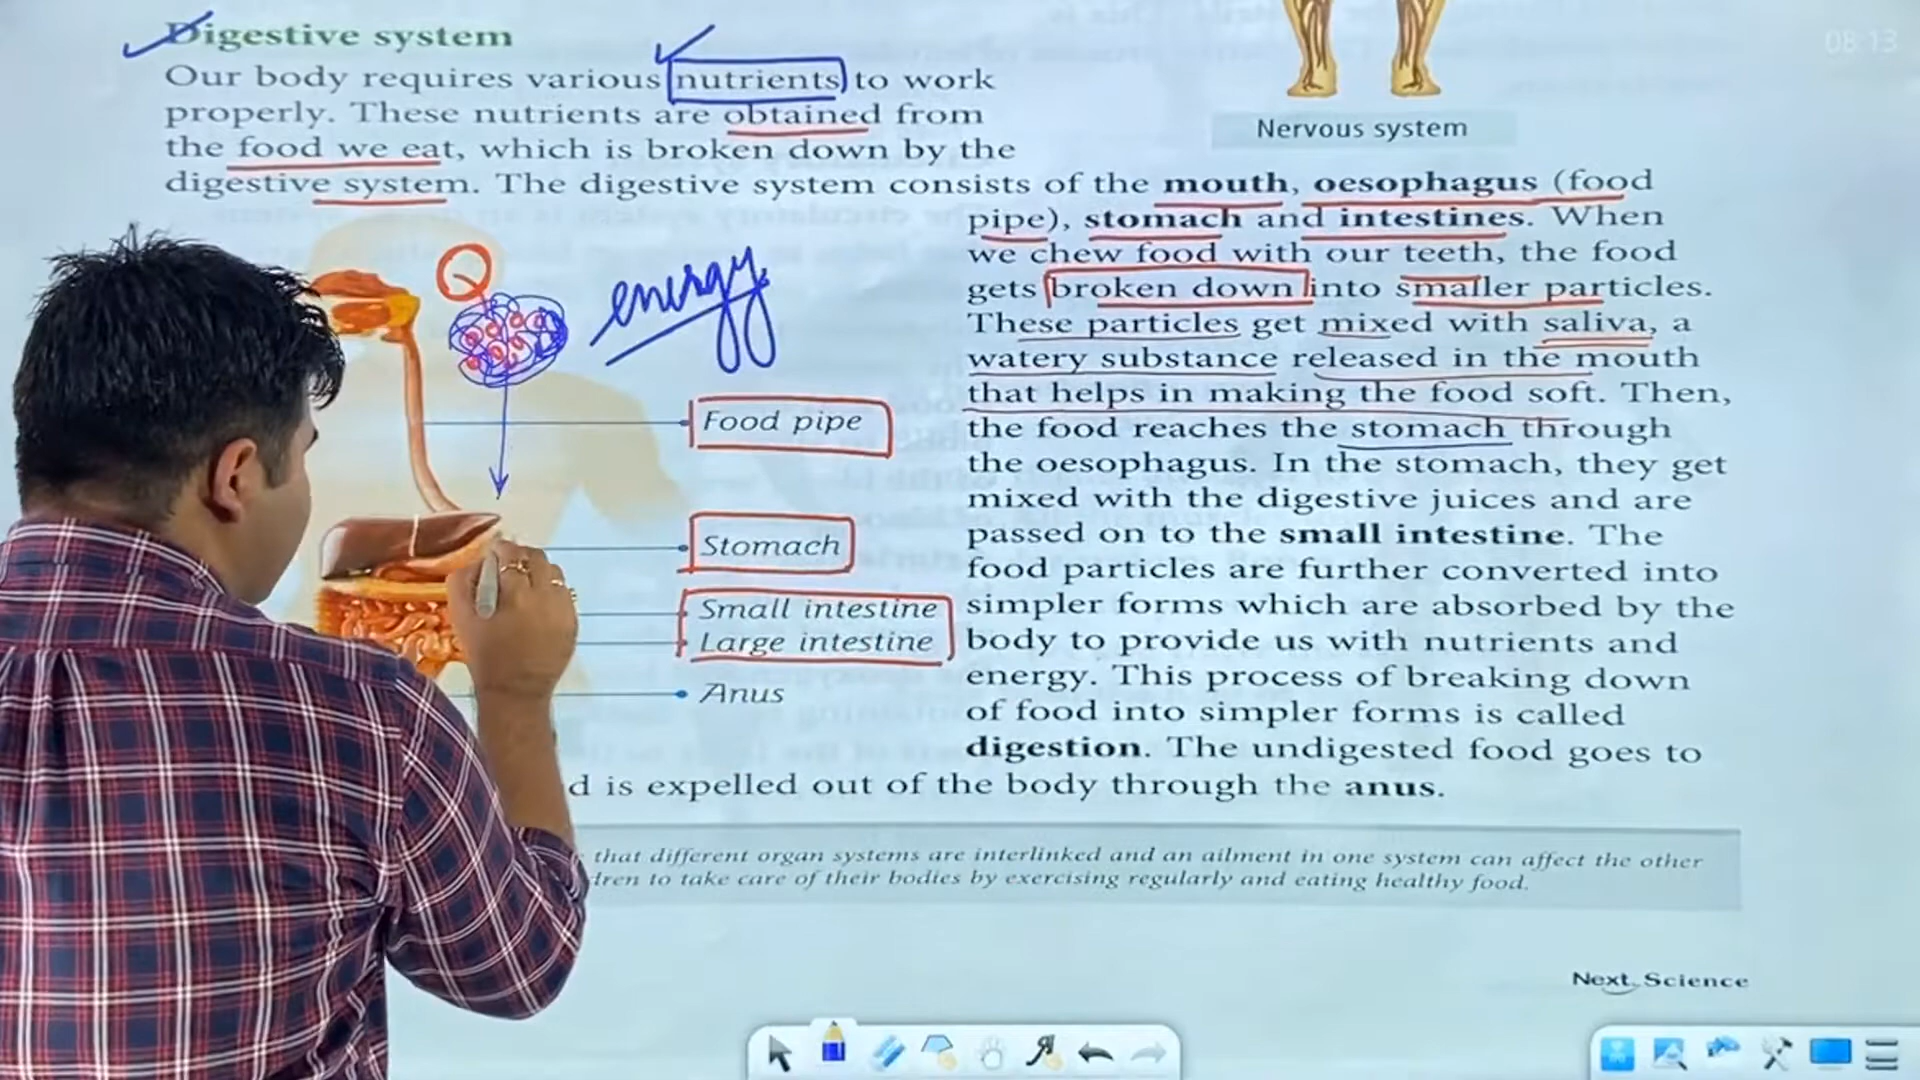 Digestive system
Our body requires various nutrients to work
properly. These nutrients are obtained from
the food we eat, which is broken down by the
digestive system. The digestive system consists of the mouth, oesophagus (food
pipe), stomach and intestines. When
we chew food with our teeth, the food
gets broken down into smaller particles.
These particles get mixed with saliva, a
watery substance released in the mouth
that helps in making the food soft. Then,
the food reaches the stomach through
the oesophagus. In the stomach, they get
mixed with the digestive juices and are
passed on to the small intestine. The
food particles are further converted into
simpler forms which are absorbed by the
body to provide us with nutrients and
energy. This process of breaking down
of food into simpler forms is called
digestion. The undigested food goes to
d is expelled out of the body through the anus.
Nervous system
08:13
energy
Food pipe
Stomach
Small intestine
Large intestine
Anus
that different organ systems are interlinked and an ailment in one system can affect the other
dren to take care of their bodies by exercising regularly and eating healthy food.
Next Science